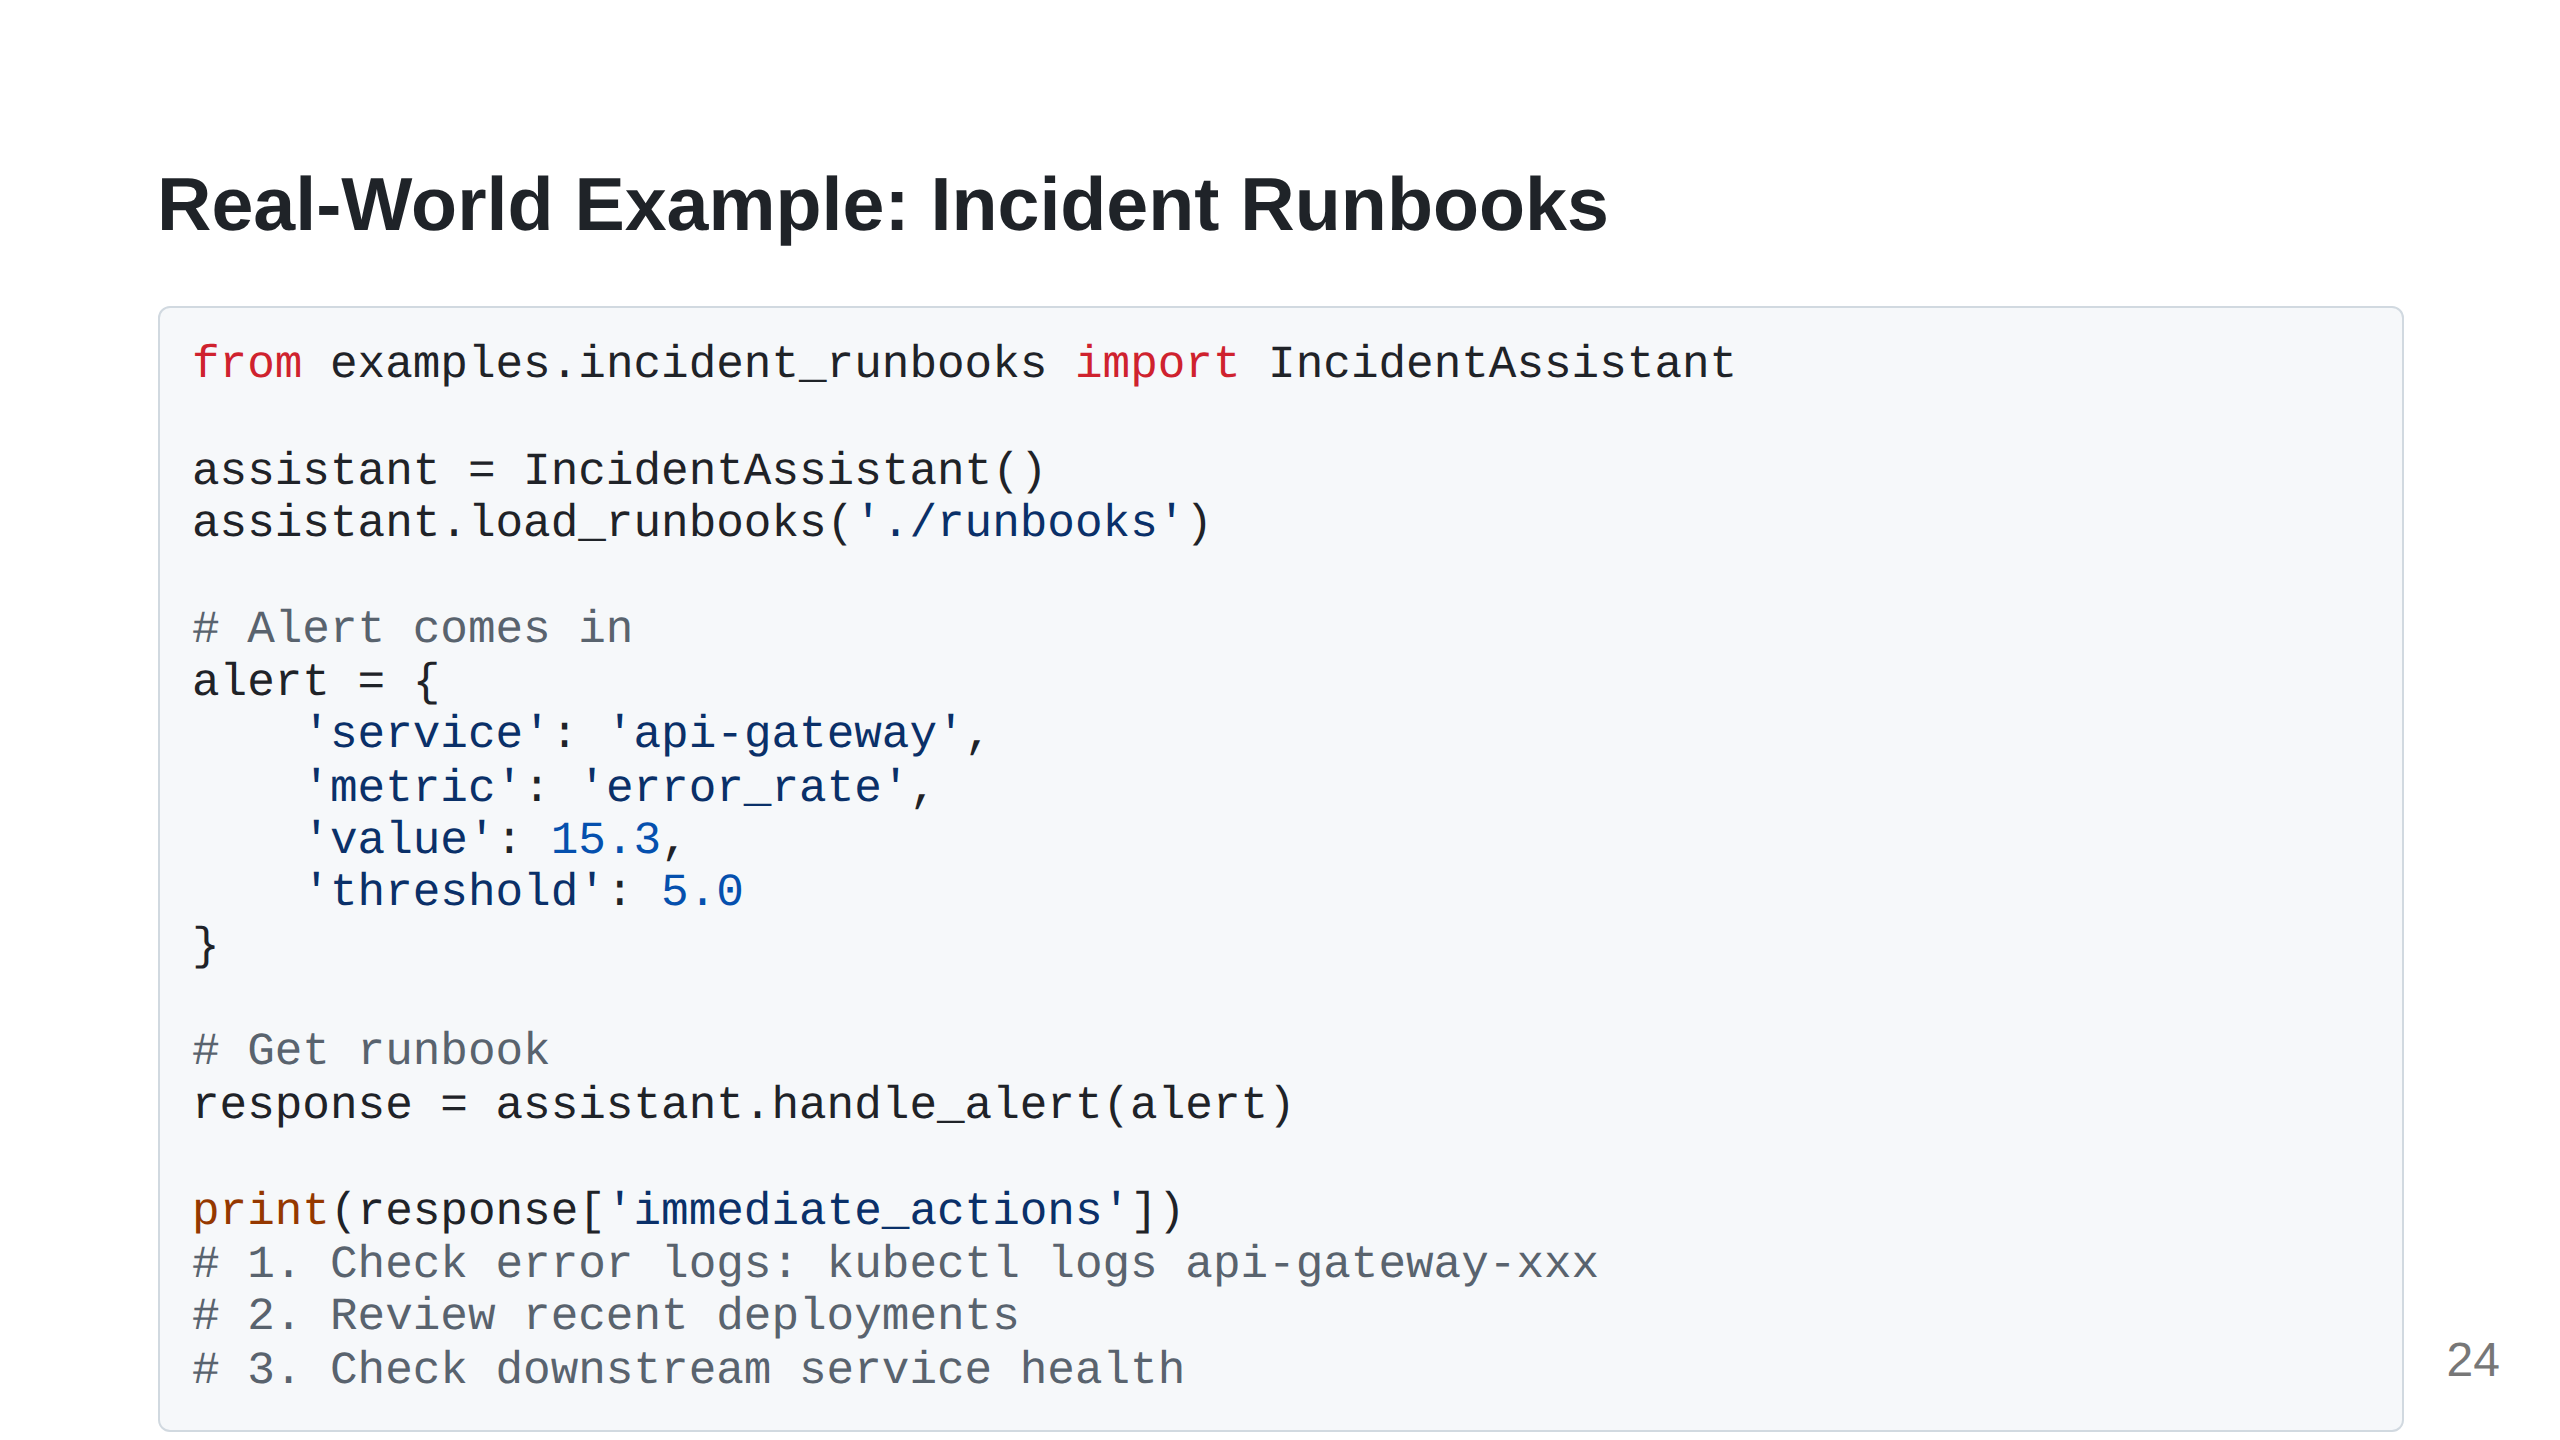 Real-World Example: Incident Runbooks
from examples.incident_runbooks import IncidentAssistant
assistant = IncidentAssistant()
assistant.load_runbooks('./runbooks')
# Alert comes in
alert = {
    'service': 'api-gateway',
    'metric': 'error_rate',
    'value': 15.3,
    'threshold': 5.0
}
# Get runbook
response = assistant.handle_alert(alert)
print(response['immediate_actions'])
# 1. Check error logs: kubectl logs api-gateway-xxx
# 2. Review recent deployments
# 3. Check downstream service health
24